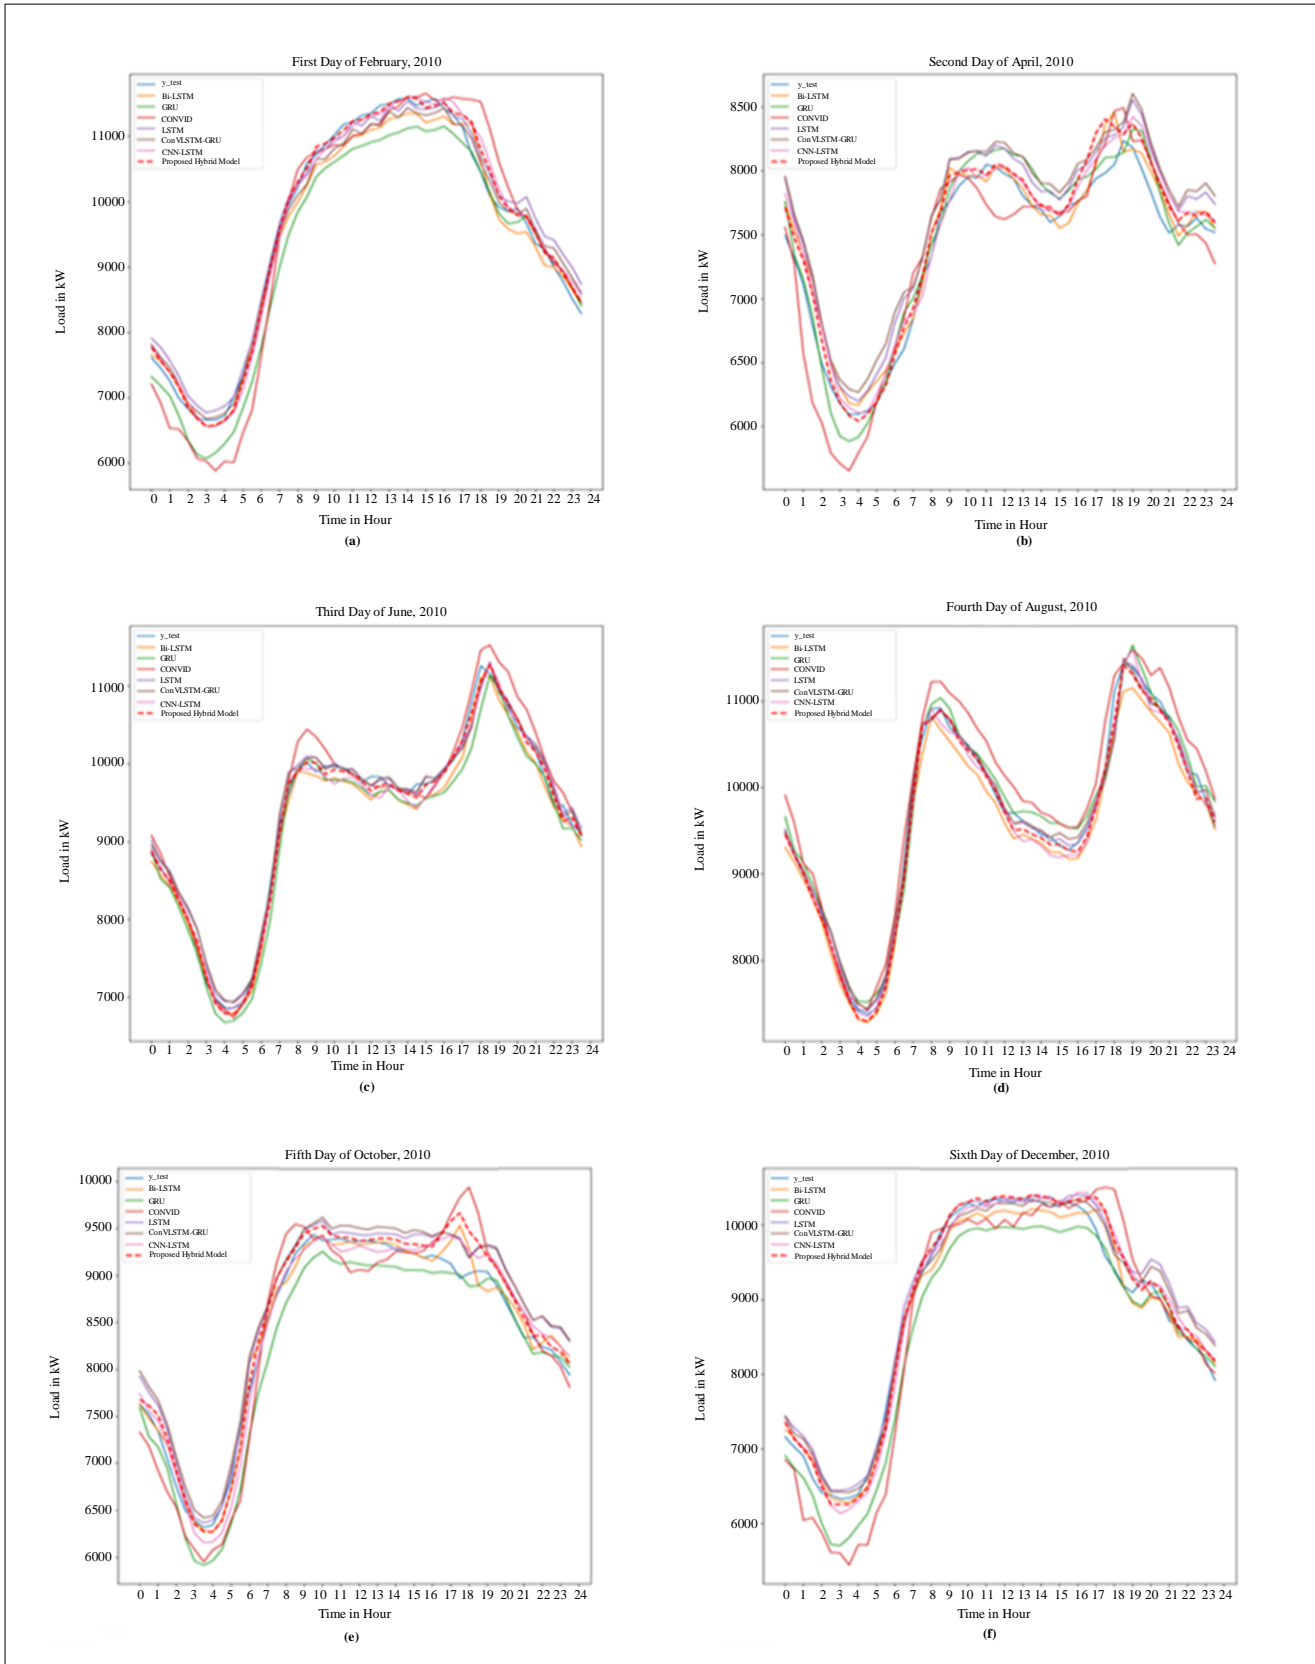 First Day of February, 2010
y_test
Bi-LSTM
GRU
CONVID
LSTM
ConVLSTM-GRU
CNN-LSTM
Proposed Hybrid Model
11000
10000
9000
8000
7000
6000
Load in kW
0 1 2 3 4 5 6 7 8 9 10 11 12 13 14 15 16 17 18 19 20 21 22 23 24
Time in Hour
(a)
Second Day of April, 2010
y_test
Bi-LSTM
GRU
CONVID
LSTM
ConVLSTM-GRU
CNN-LSTM
Proposed Hybrid Model
8500
8000
7500
7000
6500
6000
Load in kW
0 1 2 3 4 5 6 7 8 9 10 11 12 13 14 15 16 17 18 19 20 21 22 23 24
Time in Hour
(b)
Third Day of June, 2010
y_test
Bi-LSTM
GRU
CONVID
LSTM
ConVLSTM-GRU
CNN-LSTM
Proposed Hybrid Model
11000
10000
9000
8000
7000
Load in kW
0 1 2 3 4 5 6 7 8 9 10 11 12 13 14 15 16 17 18 19 20 21 22 23 24
Time in Hour
(c)
Fourth Day of August, 2010
y_test
Bi-LSTM
GRU
CONVID
LSTM
ConVLSTM-GRU
CNN-LSTM
Proposed Hybrid Model
11000
10000
9000
8000
Load in kW
0 1 2 3 4 5 6 7 8 9 10 11 12 13 14 15 16 17 18 19 20 21 22 23 24
Time in Hour
(d)
Fifth Day of October, 2010
y_test
Bi-LSTM
GRU
CONVID
LSTM
ConVLSTM-GRU
CNN-LSTM
Proposed Hybrid Model
10000
9500
9000
8500
8000
7500
7000
6500
6000
Load in kW
0 1 2 3 4 5 6 7 8 9 10 11 12 13 14 15 16 17 18 19 20 21 22 23 24
Time in Hour
(e)
Sixth Day of December, 2010
y_test
Bi-LSTM
GRU
CONVID
LSTM
ConVLSTM-GRU
CNN-LSTM
Proposed Hybrid Model
10000
9000
8000
7000
6000
Load in kW
0 1 2 3 4 5 6 7 8 9 10 11 12 13 14 15 16 17 18 19 20 21 22 23 24
Time in Hour
(f)